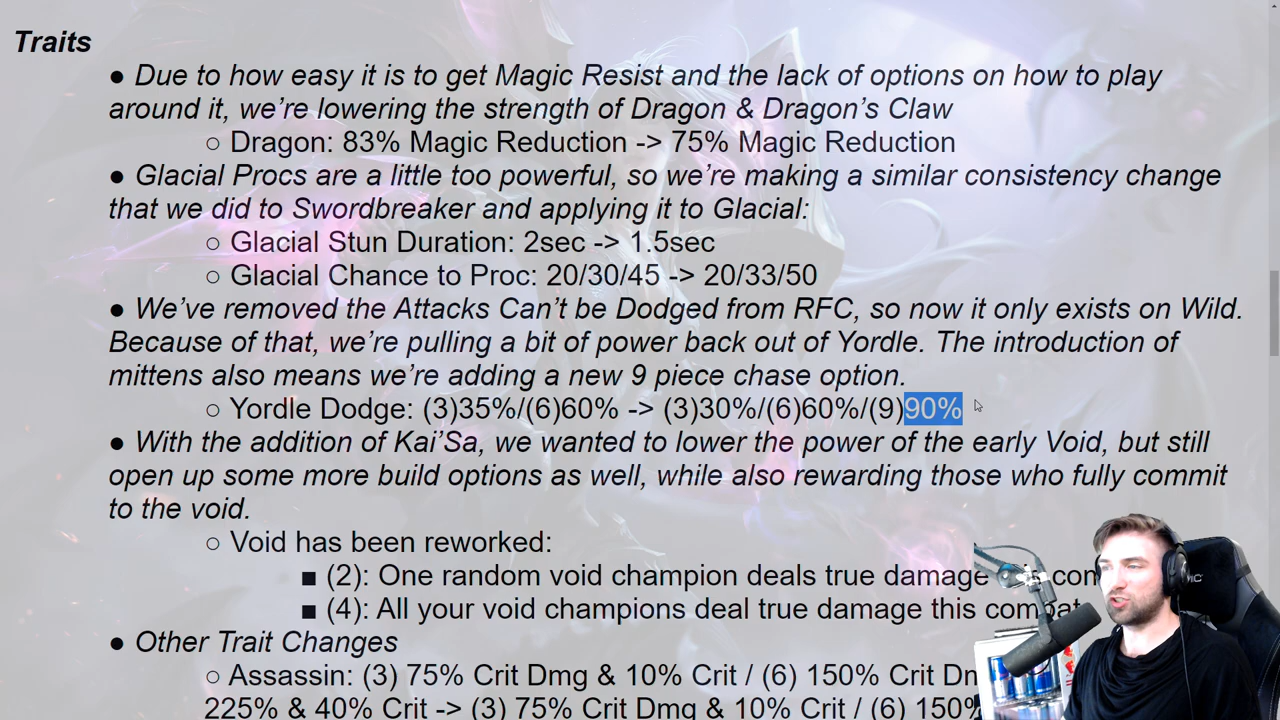 Traits
● Due to how easy it is to get Magic Resist and the lack of options on how to play
around it, we’re lowering the strength of Dragon & Dragon’s Claw
○ Dragon: 83% Magic Reduction -> 75% Magic Reduction
● Glacial Procs are a little too powerful, so we’re making a similar consistency change
that we did to Swordbreaker and applying it to Glacial:
○ Glacial Stun Duration: 2sec -> 1.5sec
○ Glacial Chance to Proc: 20/30/45 -> 20/33/50
● We’ve removed the Attacks Can’t be Dodged from RFC, so now it only exists on Wild.
Because of that, we’re pulling a bit of power back out of Yordle. The introduction of
mittens also means we’re adding a new 9 piece chase option.
○ Yordle Dodge: (3)35%/(6)60% -> (3)30%/(6)60%/(9)90%
● With the addition of Kai’Sa, we wanted to lower the power of the early Void, but still
open up some more build options as well, while also rewarding those who fully commit
to the void.
○ Void has been reworked:
■ (2): One random void champion deals true damage
■ (4): All your void champions deal true damage this combat
● Other Trait Changes
○ Assassin: (3) 75% Crit Dmg & 10% Crit / (6) 150% Crit
225% & 40% Crit -> (3) 75% Crit Dmg & 10% Crit / (6) 150%